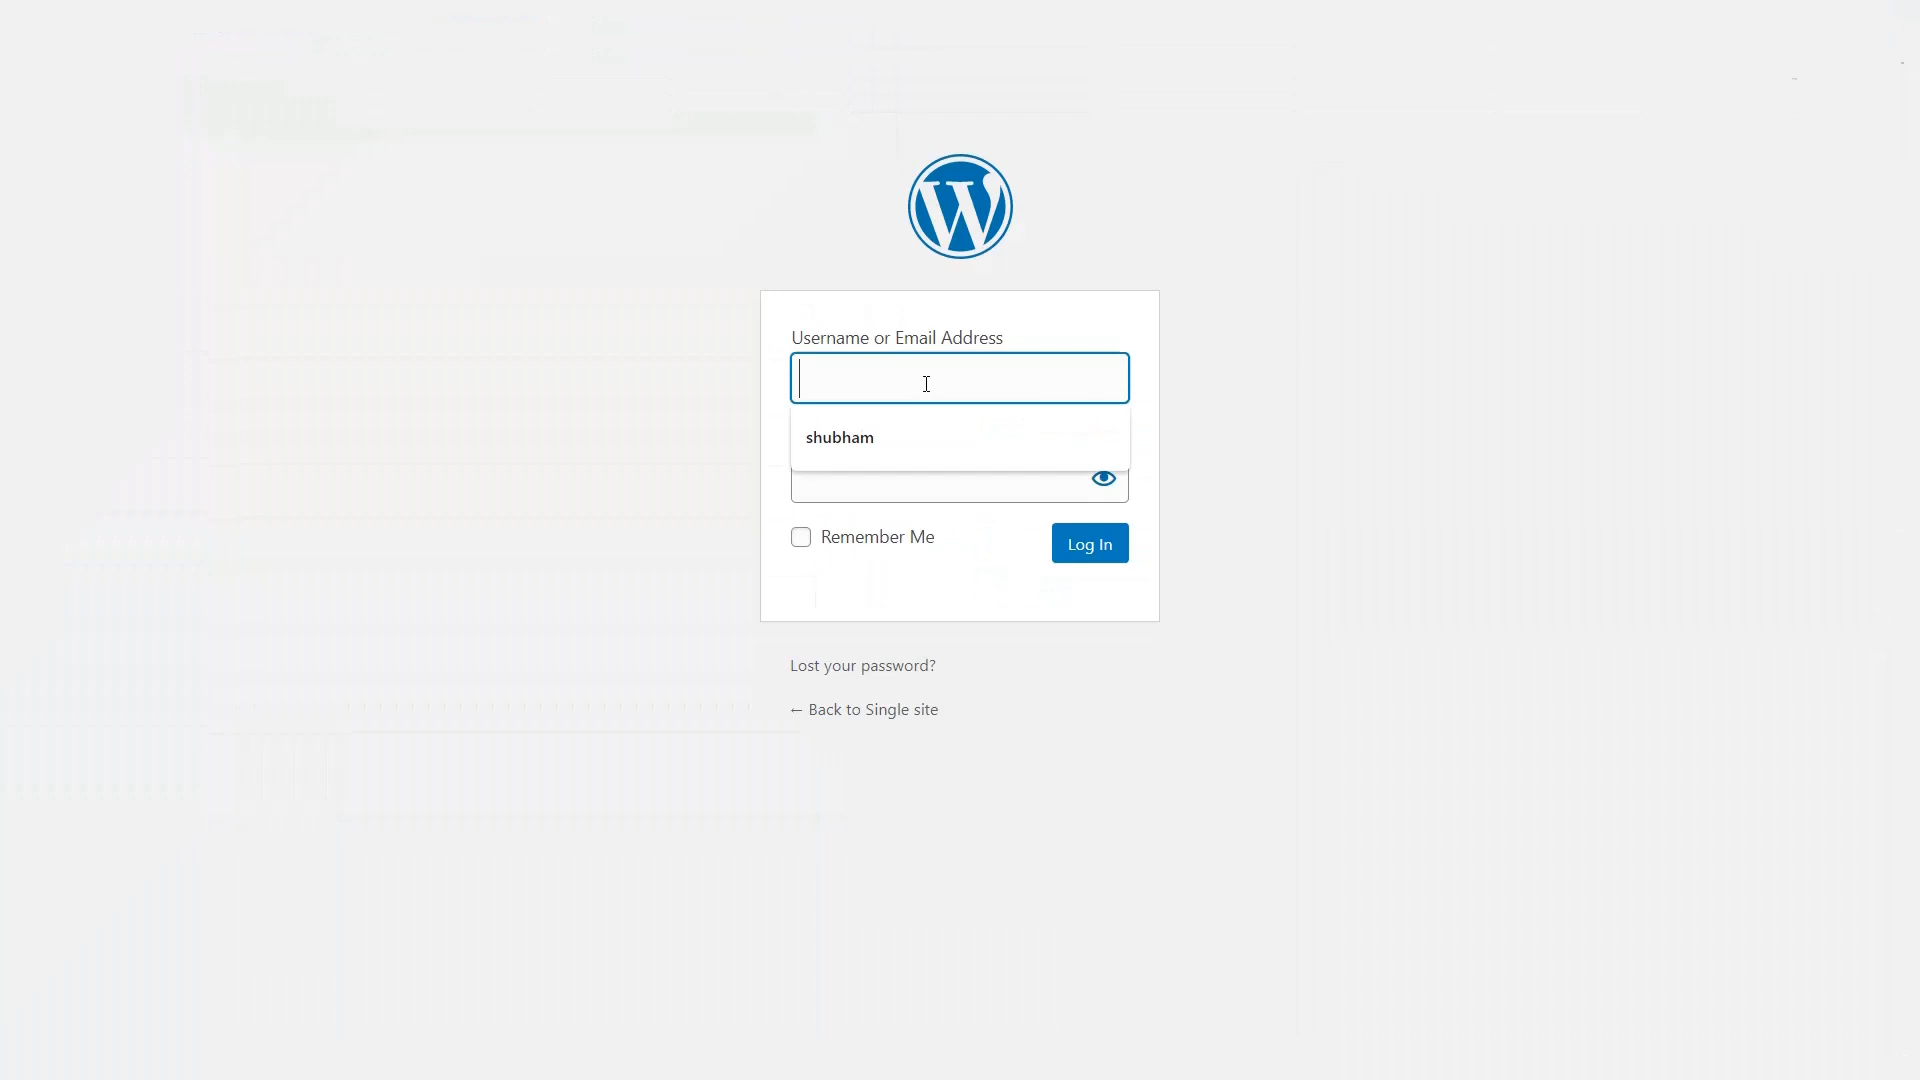 Username or Email Address
shubham
Remember Me
Log In
Lost your password?
← Back to Single site